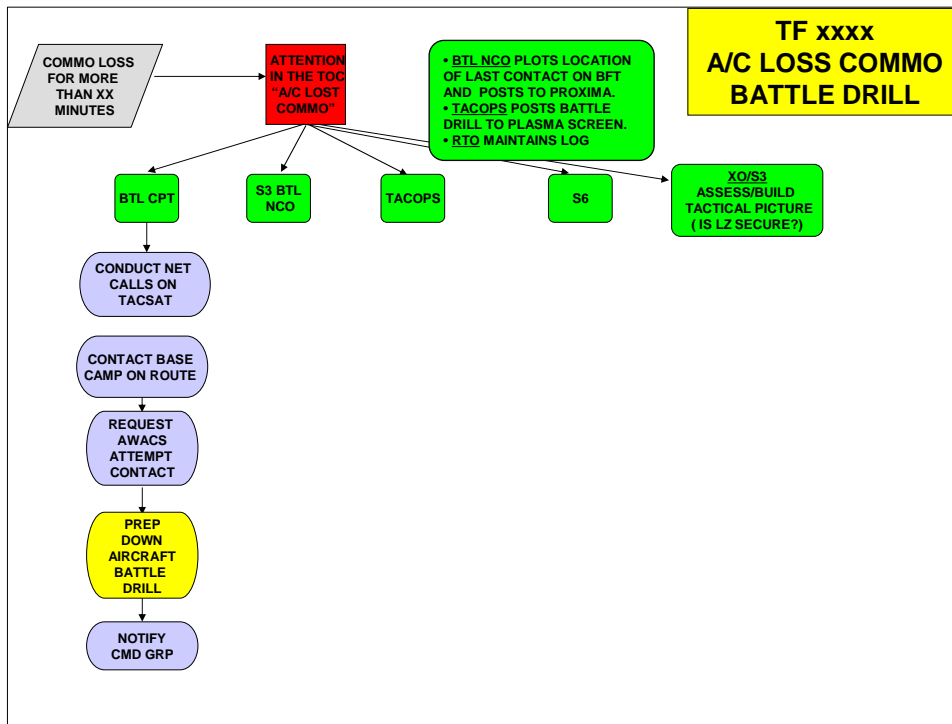 TF xxxx
A/C LOSS COMMO
BATTLE DRILL
COMMO LOSS
FOR MORE
THAN XX
MINUTES
ATTENTION
IN THE TOC
“A/C LOST
COMMO”
• BTL NCO PLOTS LOCATION
OF LAST CONTACT ON BFT
AND POSTS TO PROXIMA.
• TACOPS POSTS BATTLE
DRILL TO PLASMA SCREEN.
• RTO MAINTAINS LOG
BTL CPT
S3 BTL
NCO
TACOPS
S6
XO/S3
ASSESS/BUILD
TACTICAL PICTURE
( IS LZ SECURE?)
CONDUCT NET
CALLS ON
TACSAT
CONTACT BASE
CAMP ON ROUTE
REQUEST
AWACS
ATTEMPT
CONTACT
PREP
DOWN
AIRCRAFT
BATTLE
DRILL
NOTIFY
CMD GRP